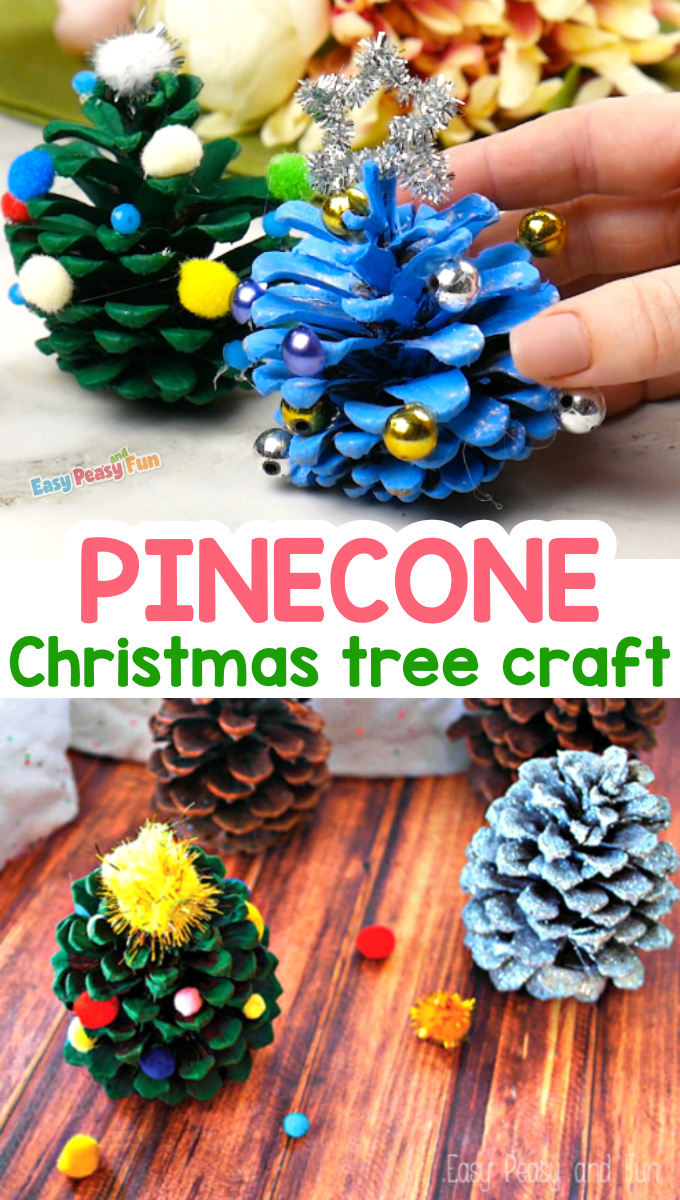 Easy Peasy and Fun
PINECONE
Christmas tree craft
Easy Peasy and Fun